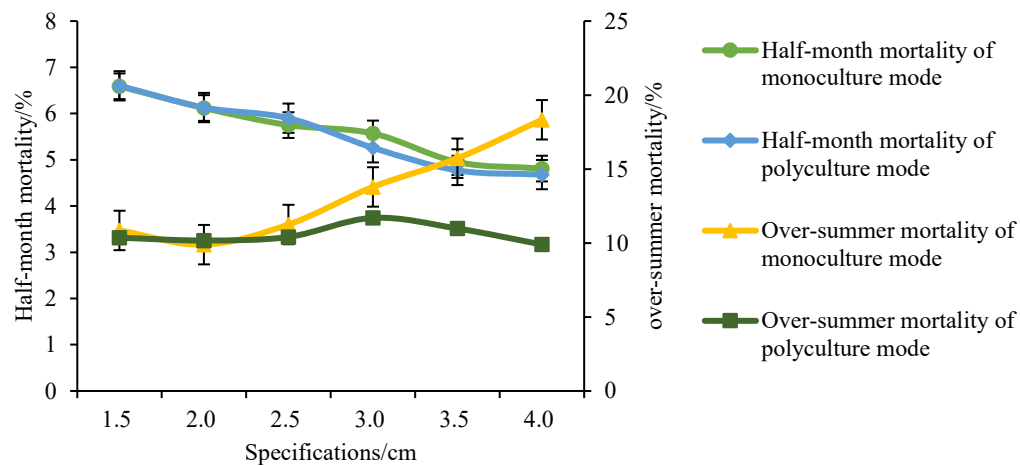 8
7
6
5
4
3
2
1
0
Half-month mortality/%
25
20
15
10
5
0
over-summer mortality/%
1.5 2.0 2.5 3.0 3.5 4.0
Specifications/cm
Half-month mortality of
monoculture mode
Half-month mortality of
polyculture mode
Over-summer mortality of
monoculture mode
Over-summer mortality of
polyculture mode